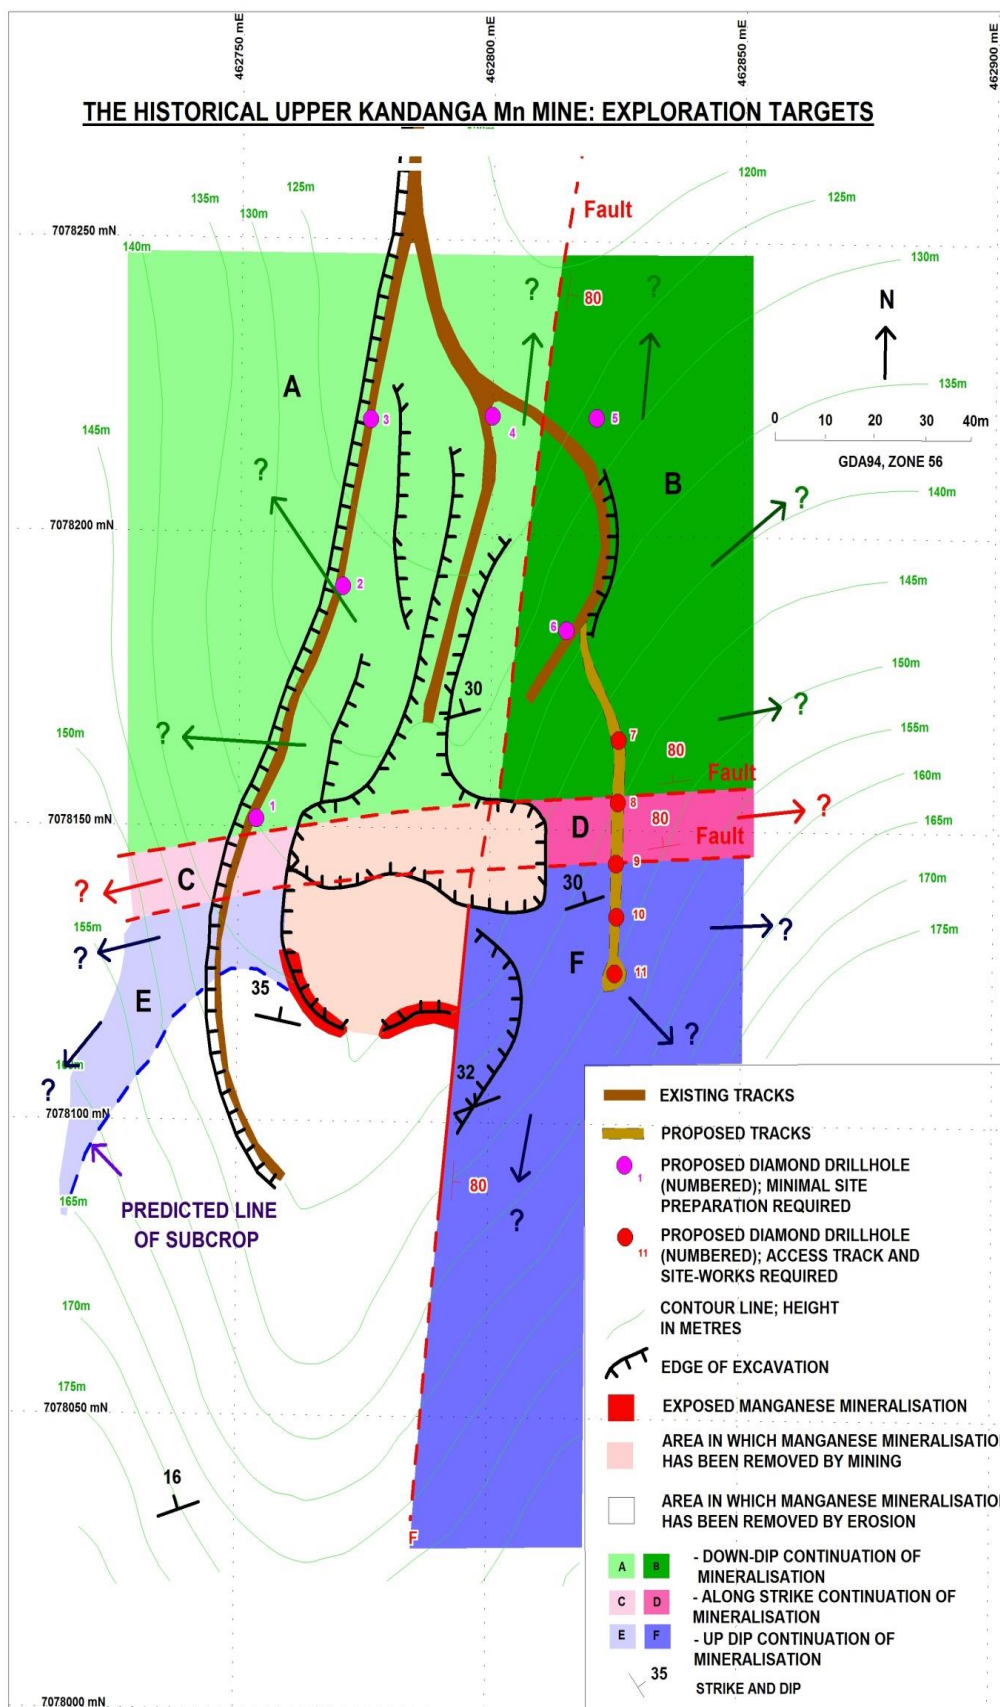 462750 mE
462800 mE
462850 mE
462900 mE
THE HISTORICAL UPPER KANDANGA Mn MINE: EXPLORATION TARGETS
120m
125m
135m
130m
125m
Fault
7078250 mN
140m
130m
?
80
?
N
A
135m
0 10 20 30 40m
3
4
5
145m
GDA94, ZONE 56
?
B
?
140m
7078200 mN
2
145m
6
150m
30
?
155m
150m
?
7
80
Fault
160m
1
8
?
7078150 mN
D
80
165m
Fault
9
C
?
30
170m
10
155m
175m
?
?
F
11
35
E
?
32
?
7078100 mN
80
165m
PREDICTED LINE
OF SUBCROP
?
170m
175m
7078050 mN
16
F
7078000 mN
EXISTING TRACKS
PROPOSED TRACKS
PROPOSED DIAMOND DRILLHOLE
1
(NUMBERED); MINIMAL SITE
PREPARATION REQUIRED
PROPOSED DIAMOND DRILLHOLE
11
(NUMBERED); ACCESS TRACK AND
SITE-WORKS REQUIRED
CONTOUR LINE; HEIGHT
IN METRES
EDGE OF EXCAVATION
EXPOSED MANGANESE MINERALISATION
AREA IN WHICH MANGANESE MINERALISATION
HAS BEEN REMOVED BY MINING
AREA IN WHICH MANGANESE MINERALISATION
HAS BEEN REMOVED BY EROSION
A B - DOWN-DIP CONTINUATION OF
MINERALISATION
C D - ALONG STRIKE CONTINUATION OF
MINERALISATION
E F - UP DIP CONTINUATION OF
MINERALISATION
35
STRIKE AND DIP